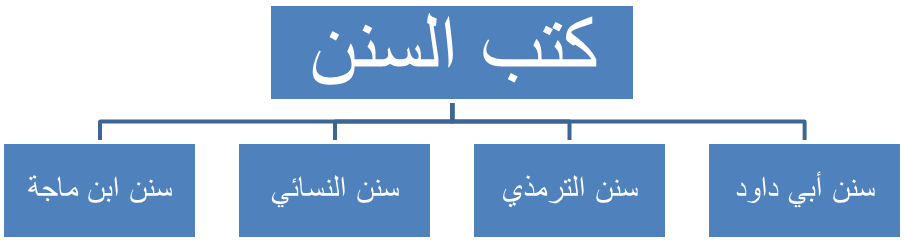 كتب السنن
سنن أبي داود
سنن الترمذي
سنن النسائي
سنن ابن ماجة